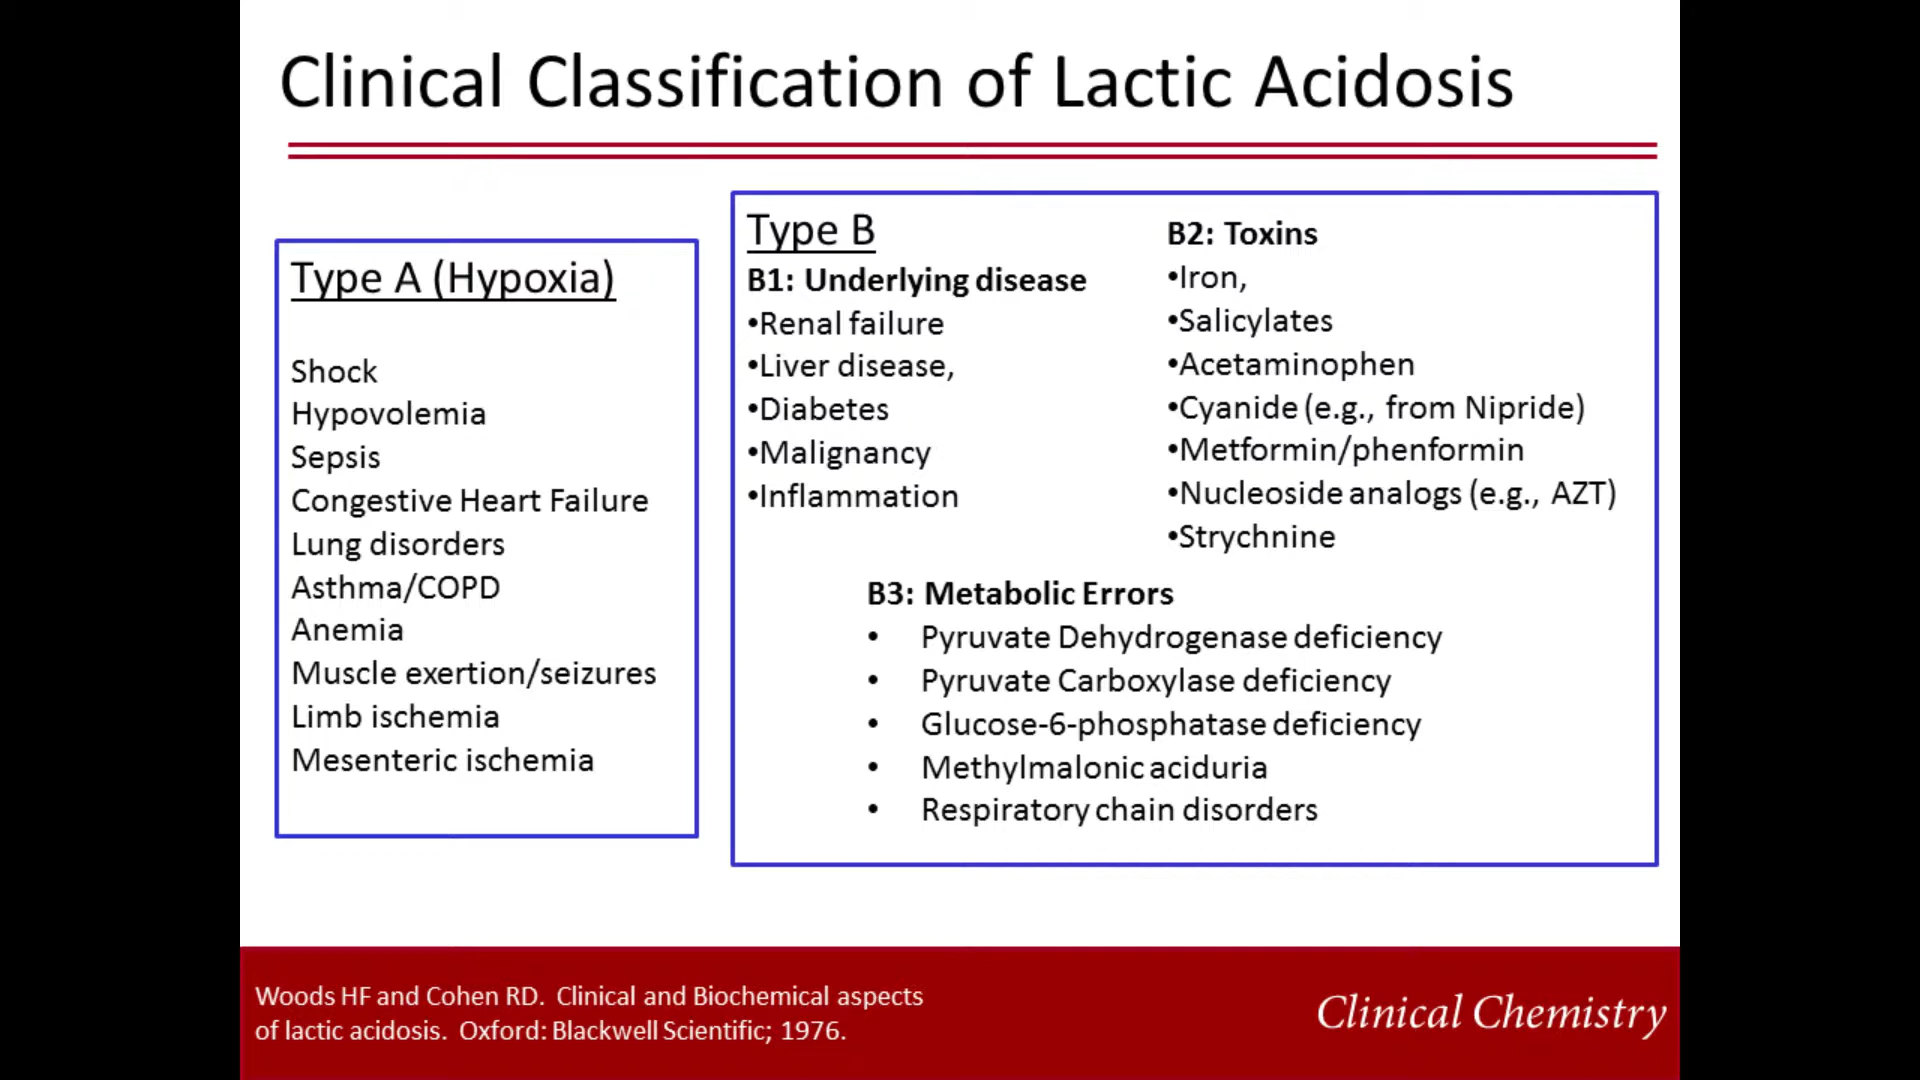 Clinical Classification of Lactic Acidosis
Type A (Hypoxia)
Shock
Hypovolemia
Sepsis
Congestive Heart Failure
Lung disorders
Asthma/COPD
Anemia
Muscle exertion/seizures
Limb ischemia
Mesenteric ischemia
Type B
B1: Underlying disease
•Renal failure
•Liver disease,
•Diabetes
•Malignancy
•Inflammation
B2: Toxins
•Iron,
•Salicylates
•Acetaminophen
•Cyanide (e.g., from Nipride)
•Metformin/phenformin
•Nucleoside analogs (e.g., AZT)
•Strychnine
B3: Metabolic Errors
• Pyruvate Dehydrogenase deficiency
• Pyruvate Carboxylase deficiency
• Glucose-6-phosphatase deficiency
• Methylmalonic aciduria
• Respiratory chain disorders
Woods HF and Cohen RD. Clinical and Biochemical aspects
of lactic acidosis. Oxford: Blackwell Scientific; 1976.
Clinical Chemistry